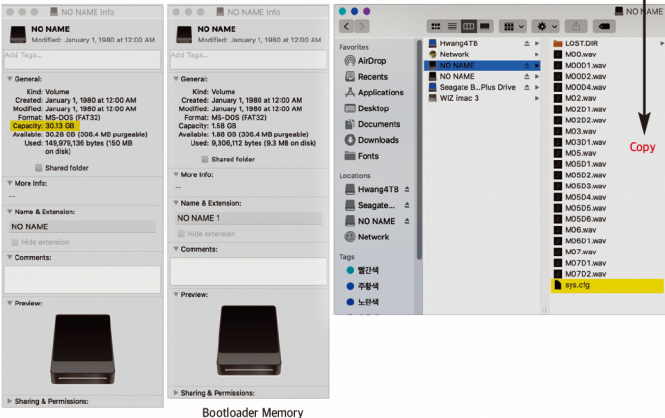 NO NAME Info
NO NAME
Modified: January 1, 1980 at 12:00 AM
Add Tags...
General:
Kind: Volume
Created: January 1, 1980 at 12:00 AM
Modified: January 1, 1980 at 12:00 AM
Format: MS-DOS (FAT32)
Capacity: 30.13 GB
Available: 30.28 GB (306.4 MB purgeable)
Used: 149,979,136 bytes (150 MB
on disk)
Shared folder
More Info:
--
Name & Extension:
NO NAME
Hide extension
Comments:
Preview:
Sharing & Permissions:
NO NAME Info
NO NAME
Modified: January 1, 1980 at 12:00 AM
Add Tags...
General:
Kind: Volume
Created: January 1, 1980 at 12:00 AM
Modified: January 1, 1980 at 12:00 AM
Format: MS-DOS (FAT32)
Capacity: 1.58 GB
Available: 1.88 GB (306.4 MB purgeable)
Used: 9,306,112 bytes (9.3 MB on disk)
Shared folder
More Info:
--
Name & Extension:
NO NAME 1
Hide extension
Comments:
Preview:
Sharing & Permissions:
Bootloader Memory
NO NAME
Favorites
AirDrop
Recents
Applications
Desktop
Documents
Downloads
Fonts
Locations
Hwang4TB
Seagate...
NO NAME
Network
Tags
빨간색
주황색
노란색
Hwang4TB
Network
NO NAME
NO NAME
Seagate B...Plus Drive
WIZ imac 3
LOST.DIR
M00.wav
M00D1.wav
M00D2.wav
M00D4.wav
M02.wav
M02D1.wav
M02D2.wav
M03.wav
M03D1.wav
M05.wav
M05D1.wav
M05D2.wav
M05D3.wav
M05D4.wav
M05D5.wav
M05D6.wav
M06.wav
M06D1.wav
M07.wav
M07D1.wav
M07D2.wav
sys.cfg
Copy